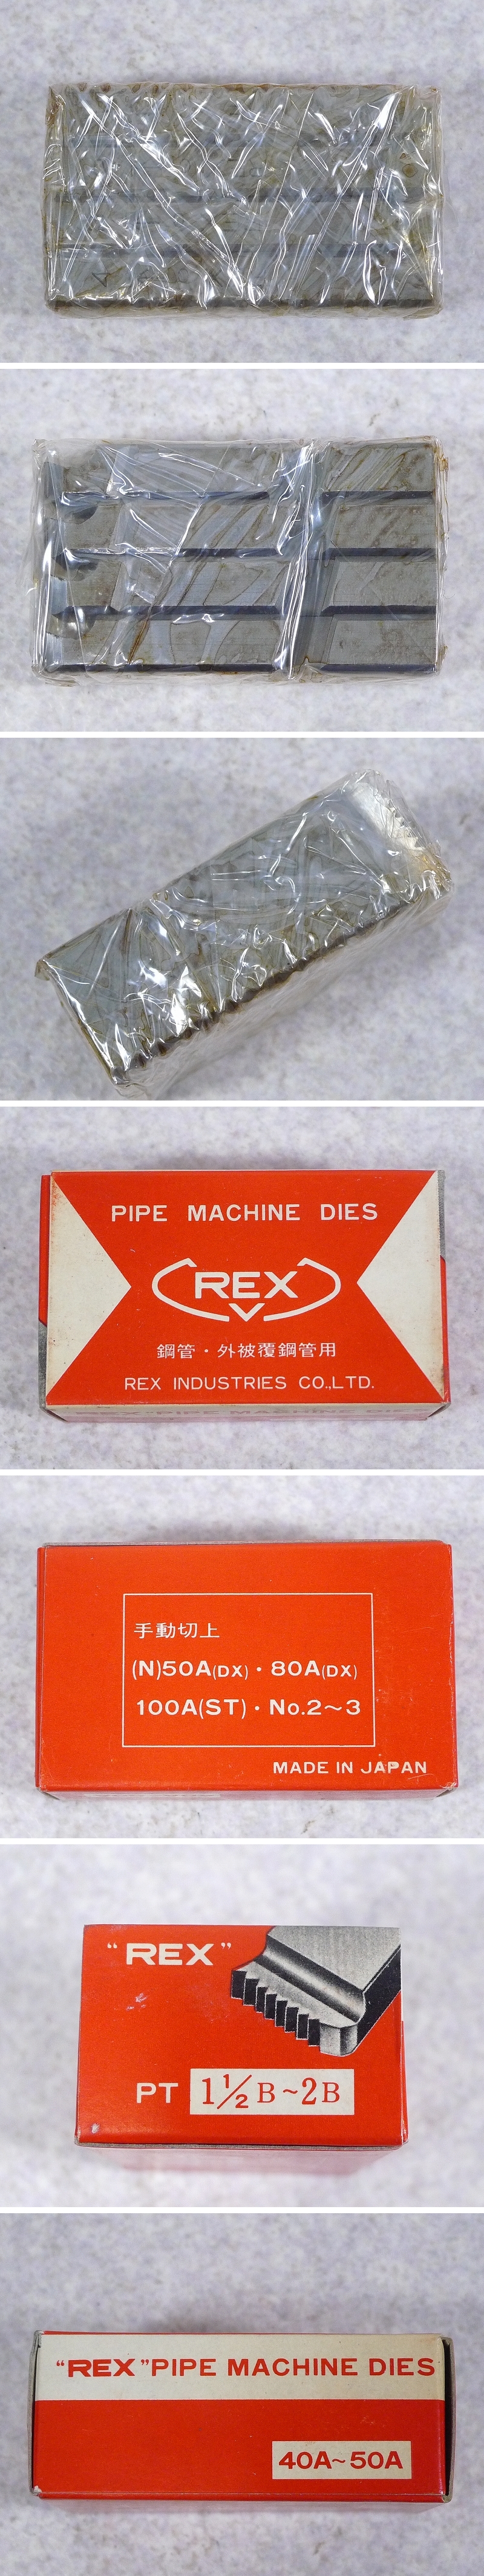 PIPE MACHINE DIES
REX
鋼管・外被覆鋼管用
REX INDUSTRIES CO.,LTD.
手動切上
(N)50A(DX)・80A(DX)
100A(ST)・No.2～3
MADE IN JAPAN
“REX”
PT 1½B~2B
“REX”PIPE MACHINE DIES
40A~50A